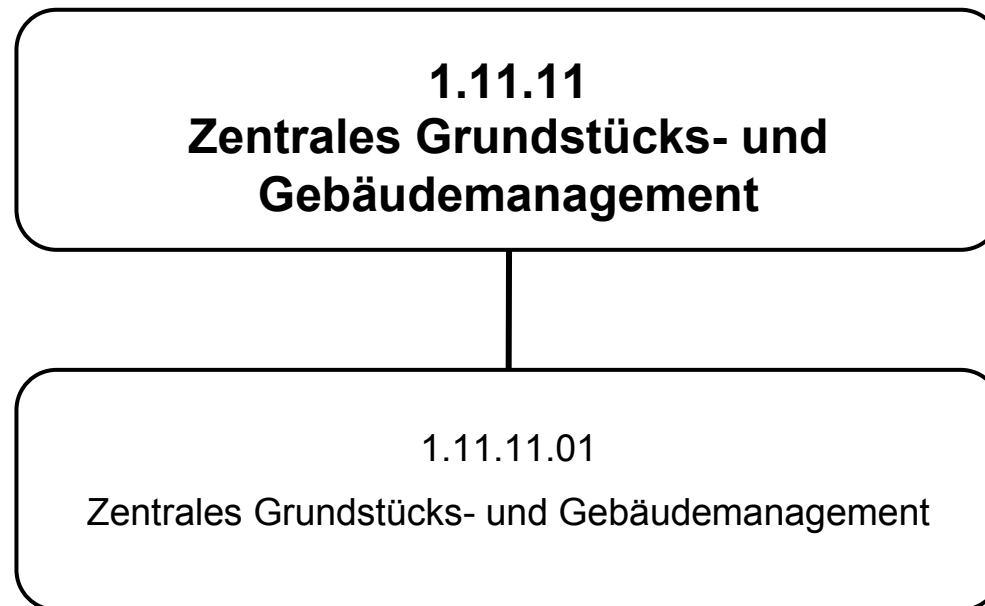 1.11.11
Zentrales Grundstücks- und
Gebäudemanagement
1.11.11.01
Zentrales Grundstücks- und Gebäudemanagement